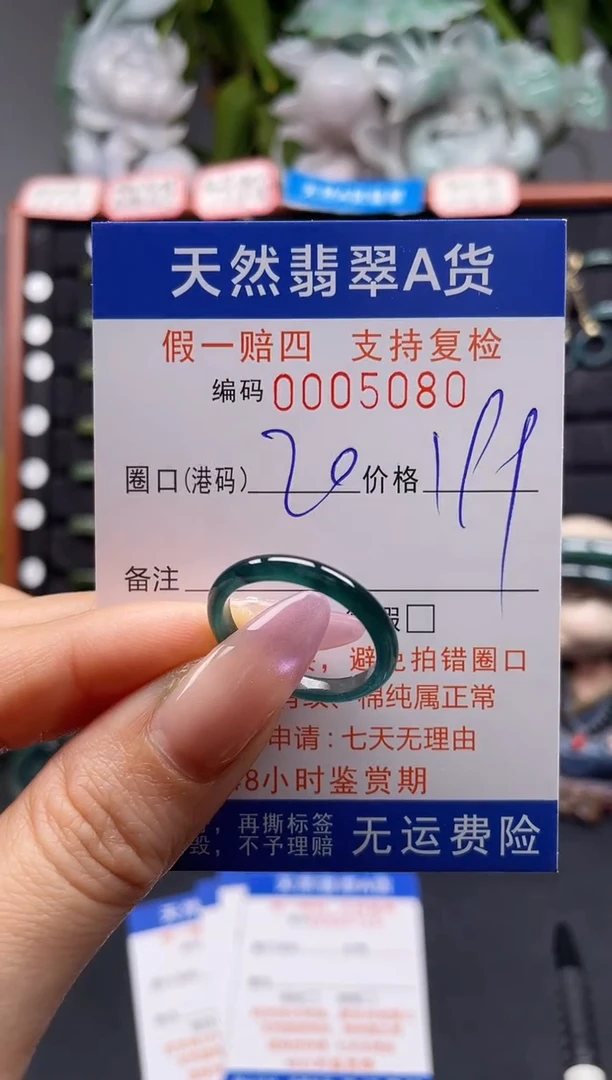 天然翡翠A货
假一赔四 支持复检
编码 0005080
圈口(港码) 20 价格 199
备注
假□
，避免拍错圈口
棉纯属正常
申请：七天无理由
48小时鉴赏期
，再撕标签
毁，不予理赔
无运费险